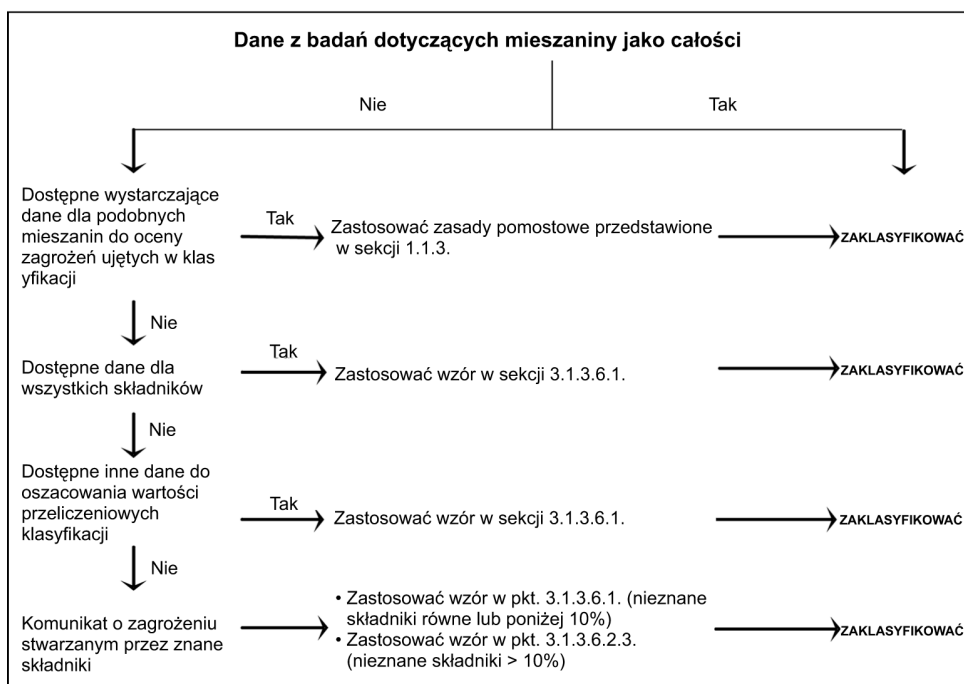 Dane z badań dotyczących mieszaniny jako całości
Nie
Tak
Dostępne wystarczające
dane dla podobnych
mieszanin do oceny
zagrożeń ujętych w klas
yfikacji
Tak
Zastosować zasady pomostowe przedstawione
w sekcji 1.1.3.
ZAKLASYFIKOWAĆ
Nie
Dostępne dane dla
wszystkich składników
Tak
Zastosować wzór w sekcji 3.1.3.6.1.
ZAKLASYFIKOWAĆ
Nie
Dostępne inne dane do
oszacowania wartości
przeliczeniowych
klasyfikacji
Tak
Zastosować wzór w sekcji 3.1.3.6.1.
ZAKLASYFIKOWAĆ
Nie
Komunikat o zagrożeniu
stwarzanym przez znane
składniki
• Zastosować wzór w pkt. 3.1.3.6.1. (nieznane
składniki równe lub poniżej 10%)
• Zastosować wzór w pkt. 3.1.3.6.2.3.
(nieznane składniki > 10%)
ZAKLASYFIKOWAĆ